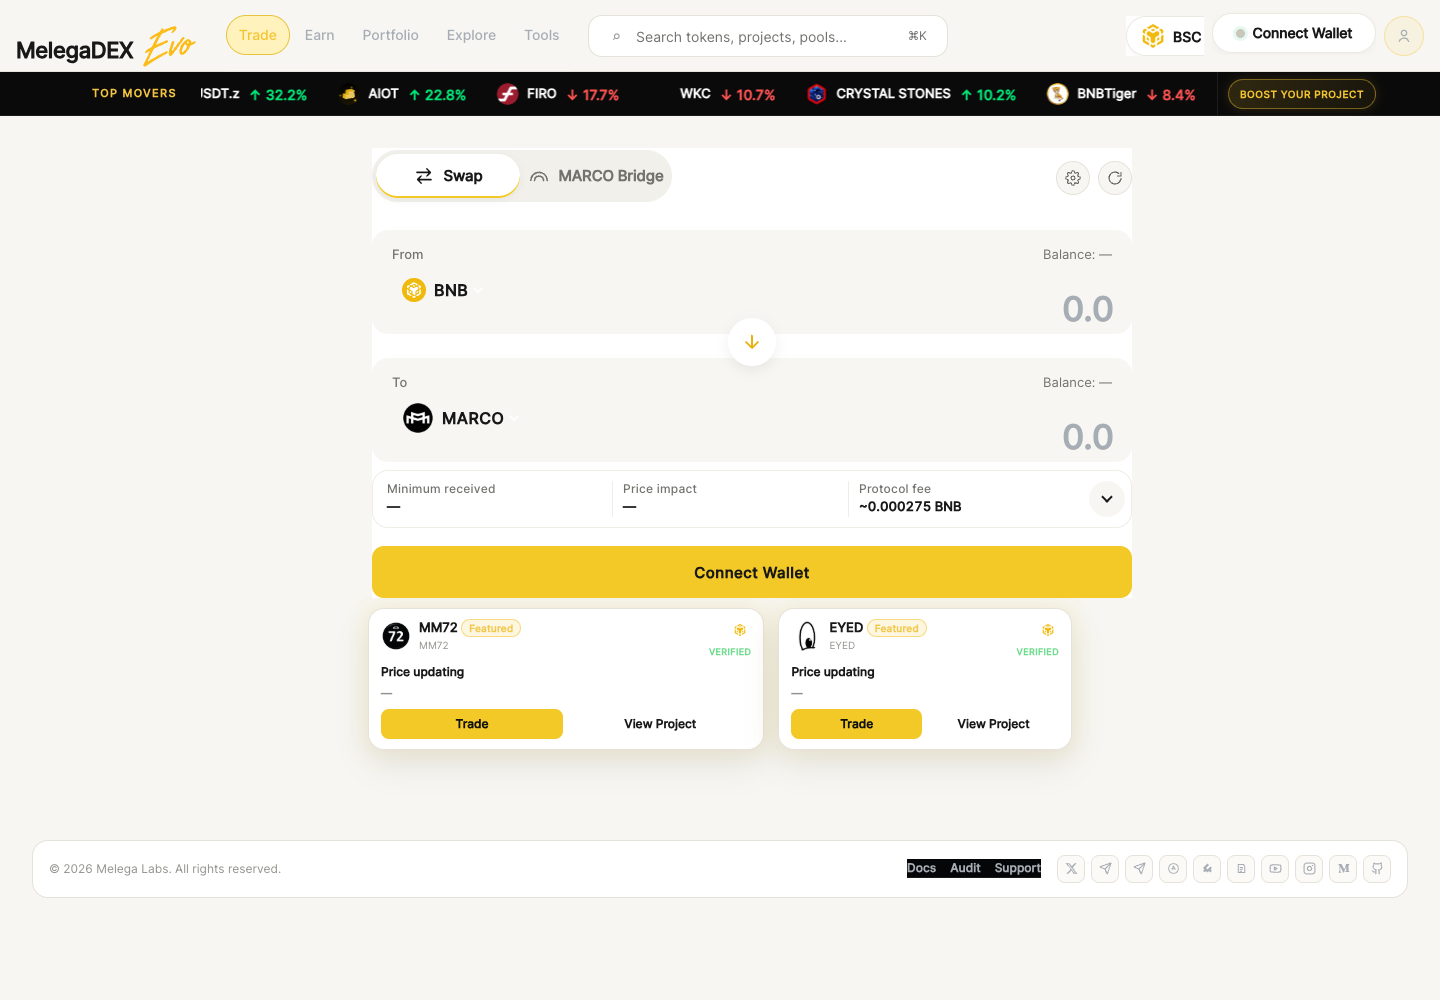 MelegaDEX Evo
Trade Earn Portfolio Explore Tools
Search tokens, projects, pools... ⌘K
BSC
Connect Wallet
TOP MOVERS
SDT.z ↑ 32.2% AIOT ↑ 22.8% FIRO ↓ 17.7% WKC ↓ 10.7% CRYSTAL STONES ↑ 10.2% BNBTiger ↓ 8.4%
BOOST YOUR PROJECT
Swap
MARCO Bridge
From Balance: —
BNB 0.0
To Balance: —
MARCO 0.0
Minimum received
—
Price impact
—
Protocol fee
~0.000275 BNB
Connect Wallet
72
MM72 Featured
MM72
VERIFIED
Price updating
—
Trade View Project
EYED Featured
EYED
VERIFIED
Price updating
—
Trade View Project
© 2026 Melega Labs. All rights reserved.
Docs Audit Support